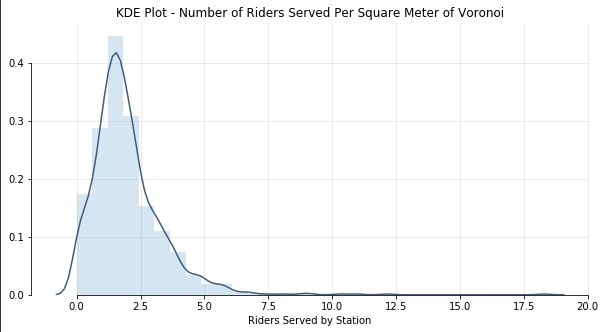 KDE Plot - Number of Riders Served Per Square Meter of Voronoi
0.4
0.3
0.2
0.1
0.0
0.0 2.5 5.0 7.5 10.0 12.5 15.0 17.5 20.0
Riders Served by Station